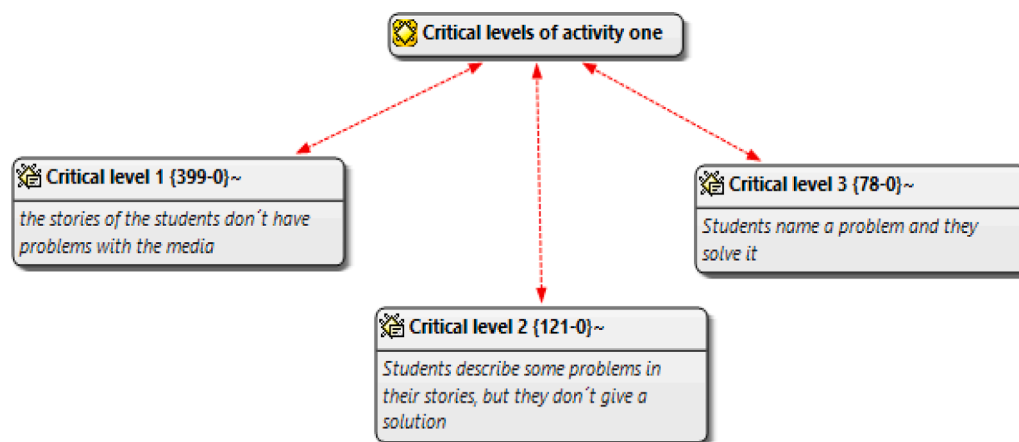 Critical levels of activity one
Critical level 1 {399-0}~
the stories of the students don´t have
problems with the media
Critical level 3 {78-0}~
Students name a problem and they
solve it
Critical level 2 {121-0}~
Students describe some problems in
their stories, but they don´t give a
solution